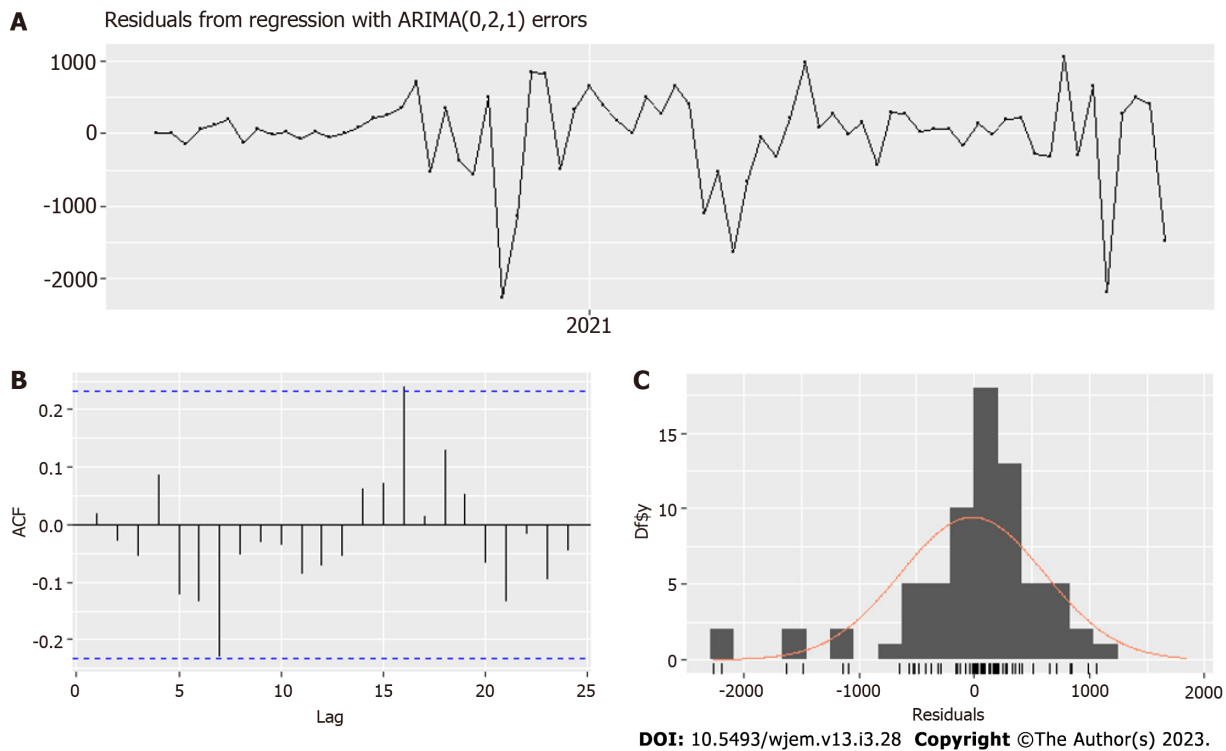 A
Residuals from regression with ARIMA(0,2,1) errors
1000
0
-1000
-2000
2021
B
0.2
0.1
0.0
-0.1
-0.2
ACF
0 5 10 15 20 25
Lag
C
15
10
5
0
Df$y
-2000 -1000 0 1000 2000
Residuals
DOI: 10.5493/wjem.v13.i3.28 Copyright ©The Author(s) 2023.